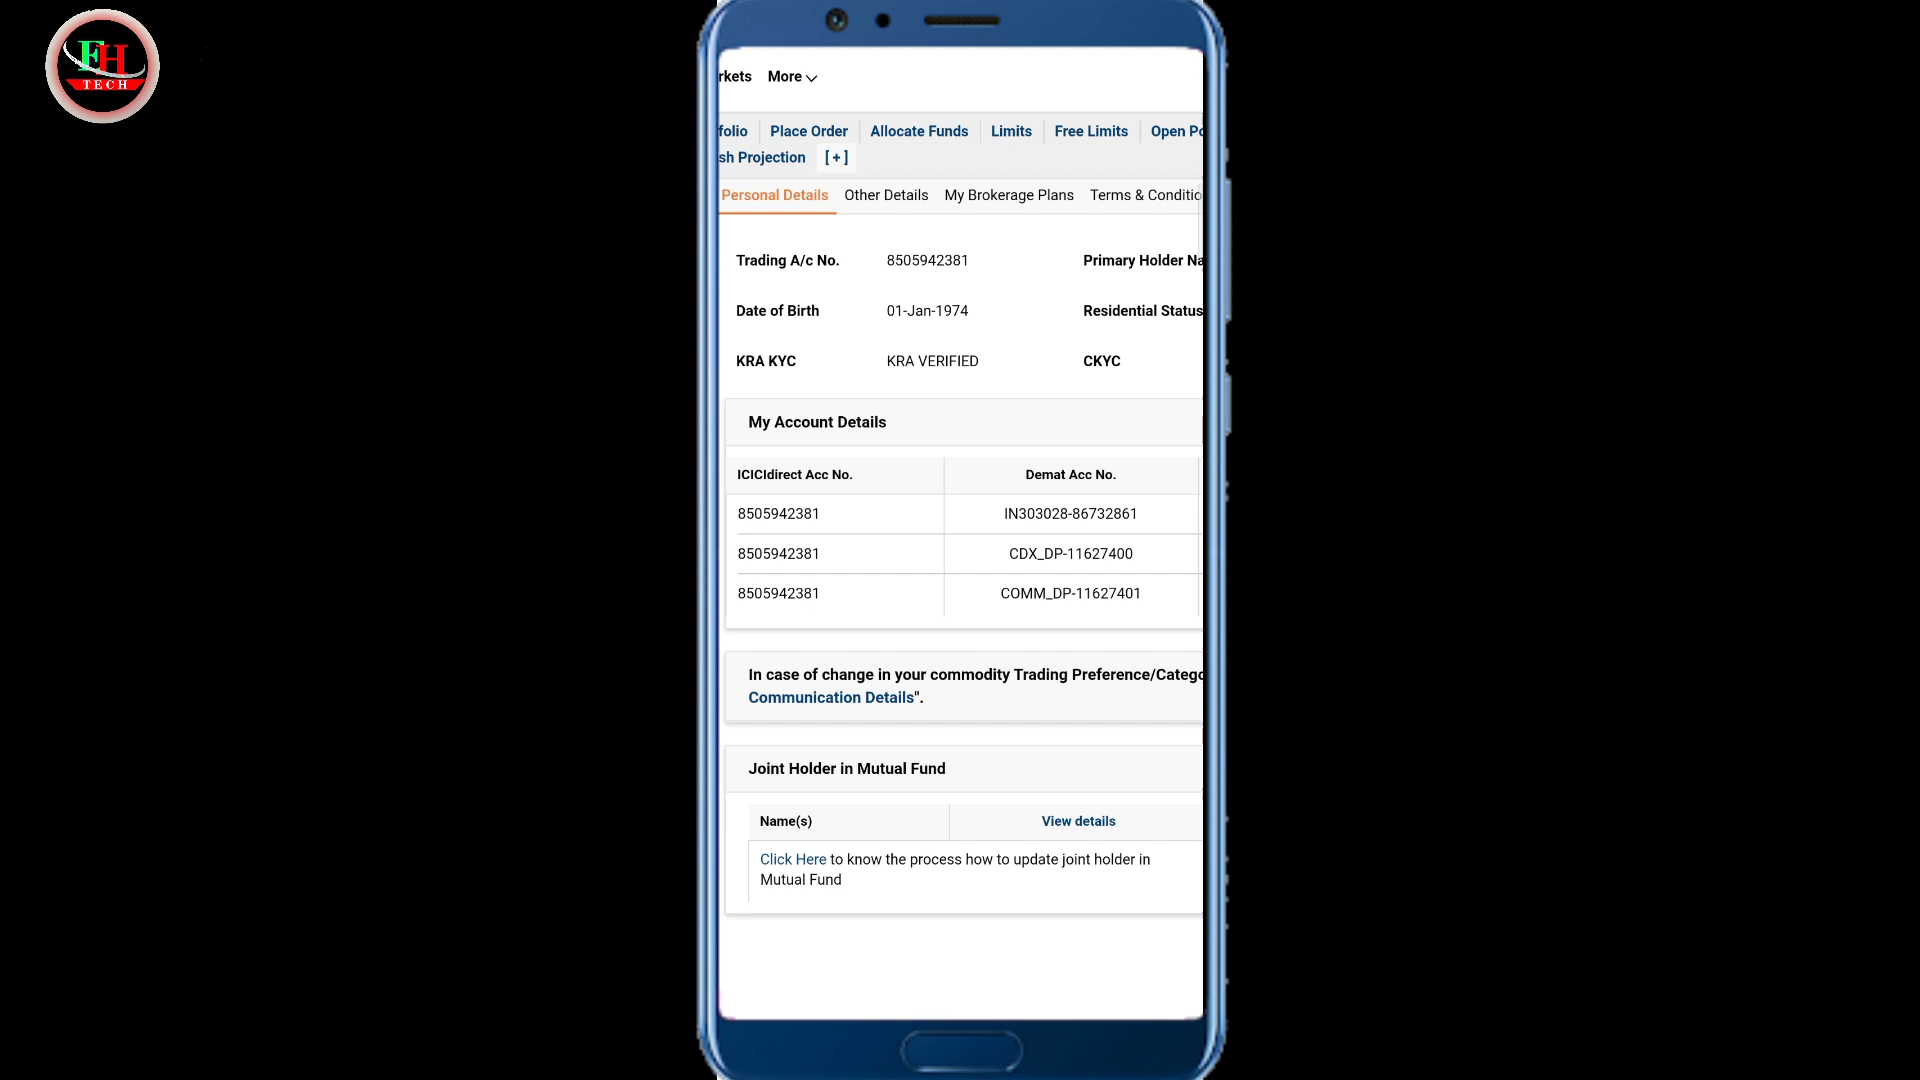 FH
TECH
rkets More
folio Place Order Allocate Funds Limits Free Limits Open Po
sh Projection [ + ]
Personal Details Other Details My Brokerage Plans Terms & Conditio
Trading A/c No. 8505942381 Primary Holder Na
Date of Birth 01-Jan-1974 Residential Status
KRA KYC KRA VERIFIED CKYC
My Account Details
ICICIdirect Acc No. Demat Acc No.
8505942381 IN303028-86732861
8505942381 CDX_DP-11627400
8505942381 COMM_DP-11627401
In case of change in your commodity Trading Preference/Catego
Communication Details".
Joint Holder in Mutual Fund
Name(s) View details
Click Here to know the process how to update joint holder in
Mutual Fund